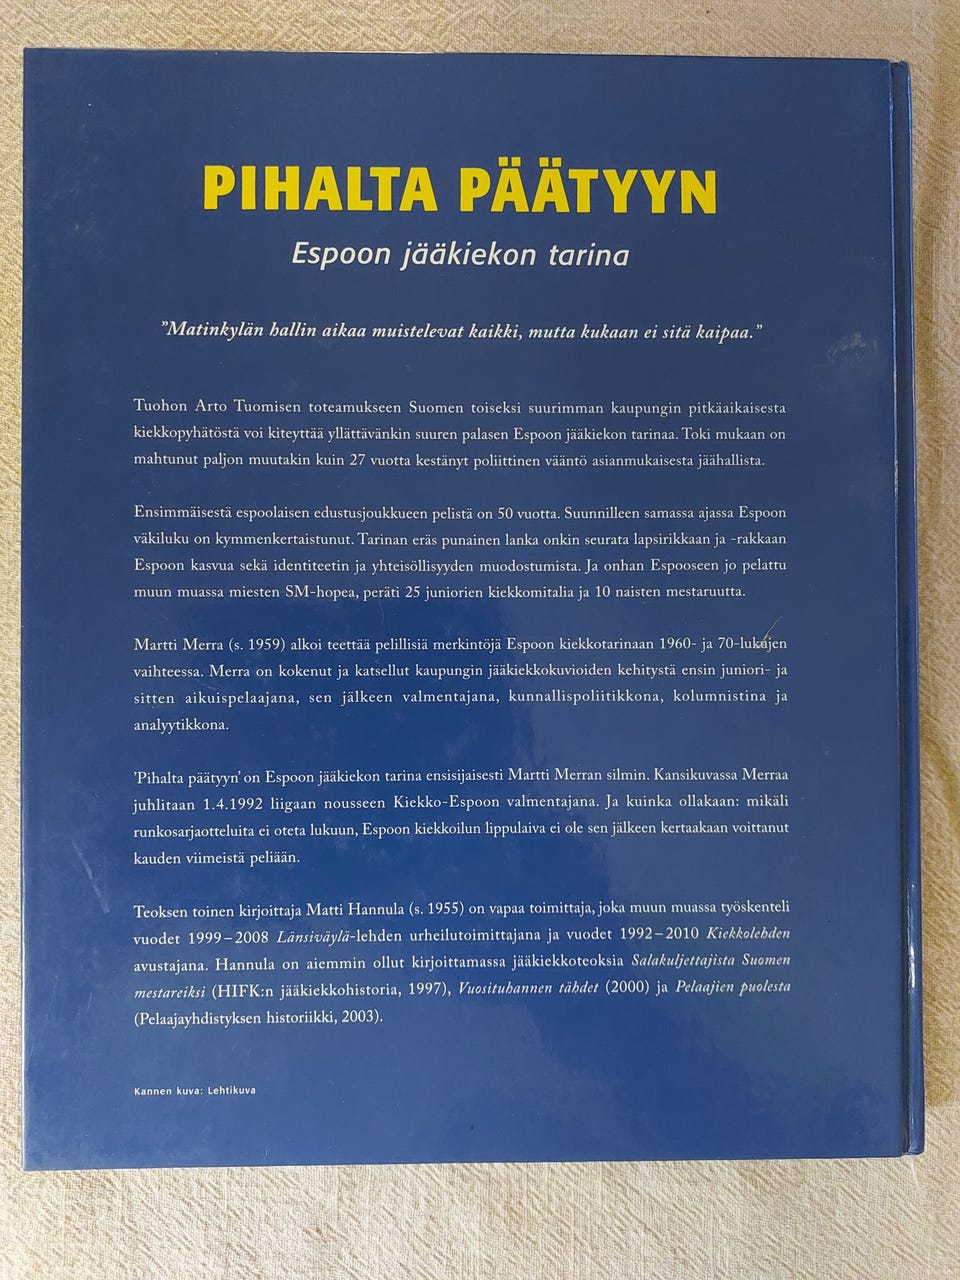 PIHALTA PÄÄTYYN
Espoon jääkiekon tarina
”Matinkylän hallin aikaa muistelevat kaikki, mutta kukaan ei sitä kaipaa.”
Tuohon Arto Tuomisen toteamukseen Suomen toiseksi suurimman kaupungin pitkäaikaisesta
kiekkopyhätöstä voi kiteyttää yllättävänkin suuren palasen Espoon jääkiekon tarinaa. Toki mukaan on
mahtunut paljon muutakin kuin 27 vuotta kestänyt poliittinen vääntö asianmukaisesta jäähallista.
Ensimmäisestä espoolaisen edustusjoukkueen pelistä on 50 vuotta. Suunnilleen samassa ajassa Espoon
väkiluku on kymmenkertaistunut. Tarinan eräs punainen lanka onkin seurata lapsirikkaan ja -rakkaan
Espoon kasvua sekä identiteetin ja yhteisöllisyyden muodostumista. Ja onhan Espooseen jo pelattu
muun muassa miesten SM-hopea, peräti 25 juniorien kiekkomitalia ja 10 naisten mestaruutta.
Martti Merra (s. 1959) alkoi teettää pelillisiä merkintöjä Espoon kiekkotarinaan 1960- ja 70-lukujen
vaihteessa. Merra on kokenut ja katsellut kaupungin jääkiekkokuvioiden kehitystä ensin juniori- ja
sitten aikuispelaajana, sen jälkeen valmentajana, kunnallispoliitikkona, kolumnistina ja
analyytikkona.
’Pihalta päätyyn’ on Espoon jääkiekon tarina ensisijaisesti Martti Merran silmin. Kansikuvassa Merraa
juhlitaan 1.4.1992 liigaan nousseen Kiekko-Espoon valmentajana. Ja kuinka ollakaan: mikäli
runkosarjaotteluita ei oteta lukuun, Espoon kiekkoilun lippulaiva ei ole sen jälkeen kertaakaan voittanut
kauden viimeistä peliään.
Teoksen toinen kirjoittaja Matti Hannula (s. 1955) on vapaa toimittaja, joka muun muassa työskenteli
vuodet 1999–2008 Länsiväylä-lehden urheilutoimittajana ja vuodet 1992–2010 Kiekkolehden
avustajana. Hannula on aiemmin ollut kirjoittamassa jääkiekkoteoksia Salakuljettajista Suomen
mestareiksi (HIFK:n jääkiekkohistoria, 1997), Vuosituhannen tähdet (2000) ja Pelaajien puolesta
(Pelaajayhdistyksen historiikki, 2003).
Kannen kuva: Lehtikuva